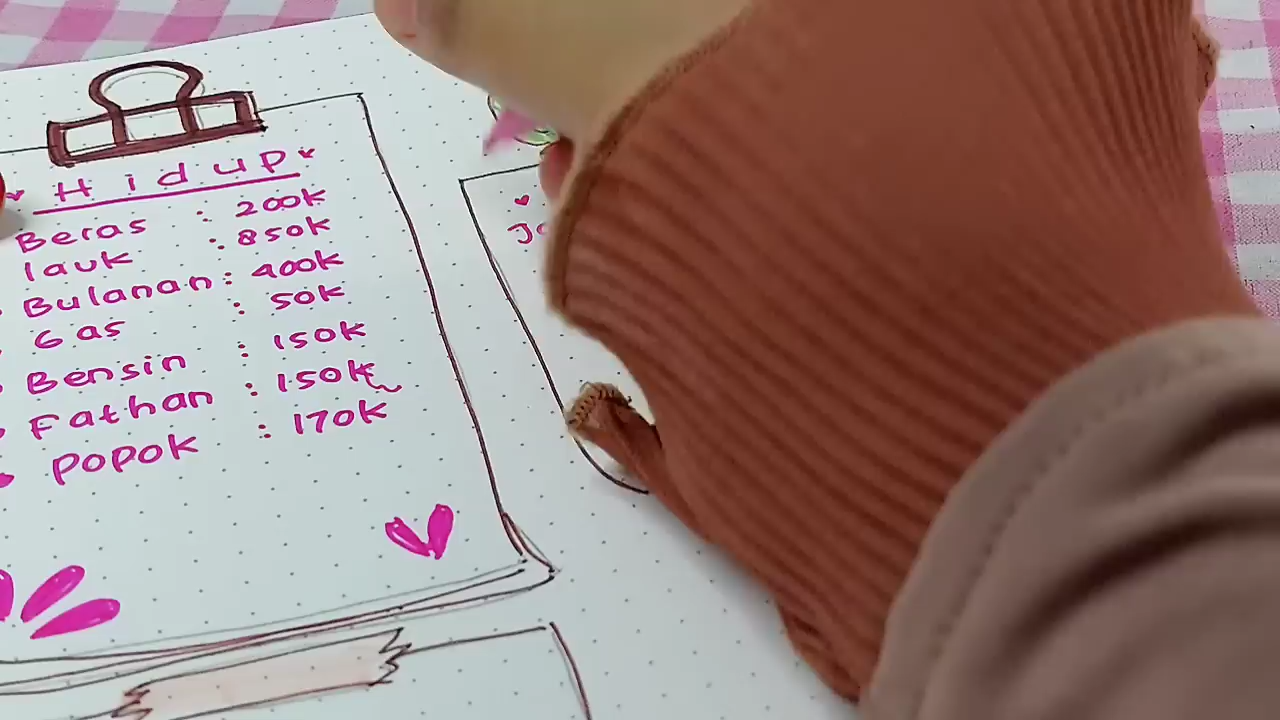 Hidup
Beras : 200k
lauk : 850k
Bulanan : 400k
Gas : 50k
Bensin : 150k
Fathan : 150k
Popok : 170k